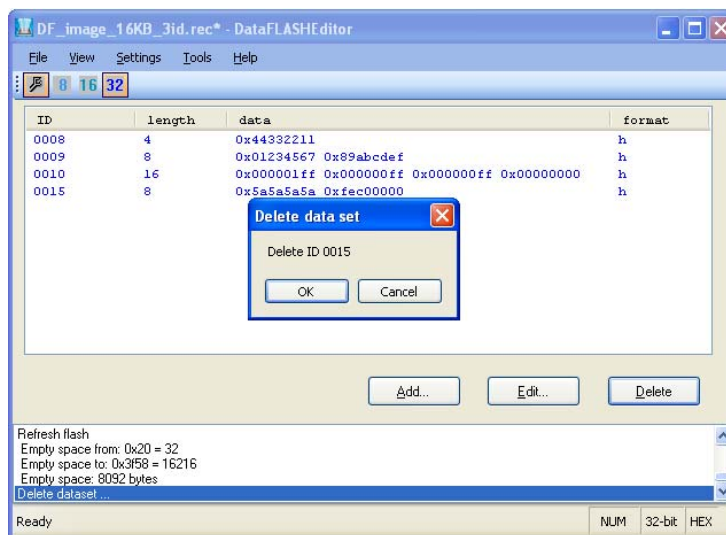 DF_image_16KB_3id.rec* - DataFLASHEditor
File View Settings Tools Help
8 16 32
ID length data format
0008 4 0x44332211 h
0009 8 0x01234567 0x89abcdef h
0010 16 0x000001ff 0x000000ff 0x000000ff 0x00000000 h
0015 8 0x5a5a5a5a 0xfec00000 h
Delete data set
Delete ID 0015
OK Cancel
Add... Edit... Delete
Refresh flash
Empty space from: 0x20 = 32
Empty space to: 0x3f58 = 16216
Empty space: 8092 bytes
Delete dataset ...
Ready NUM 32-bit HEX